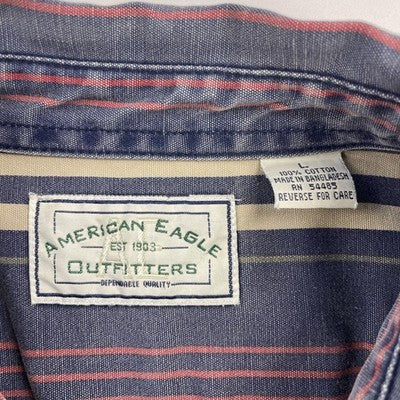 AMERICAN EAGLE
EST 1903
OUTFITTERS
DEPENDABLE QUALITY
L
100% COTTON
MADE IN BANGLADESH
RN 54485
REVERSE FOR CARE